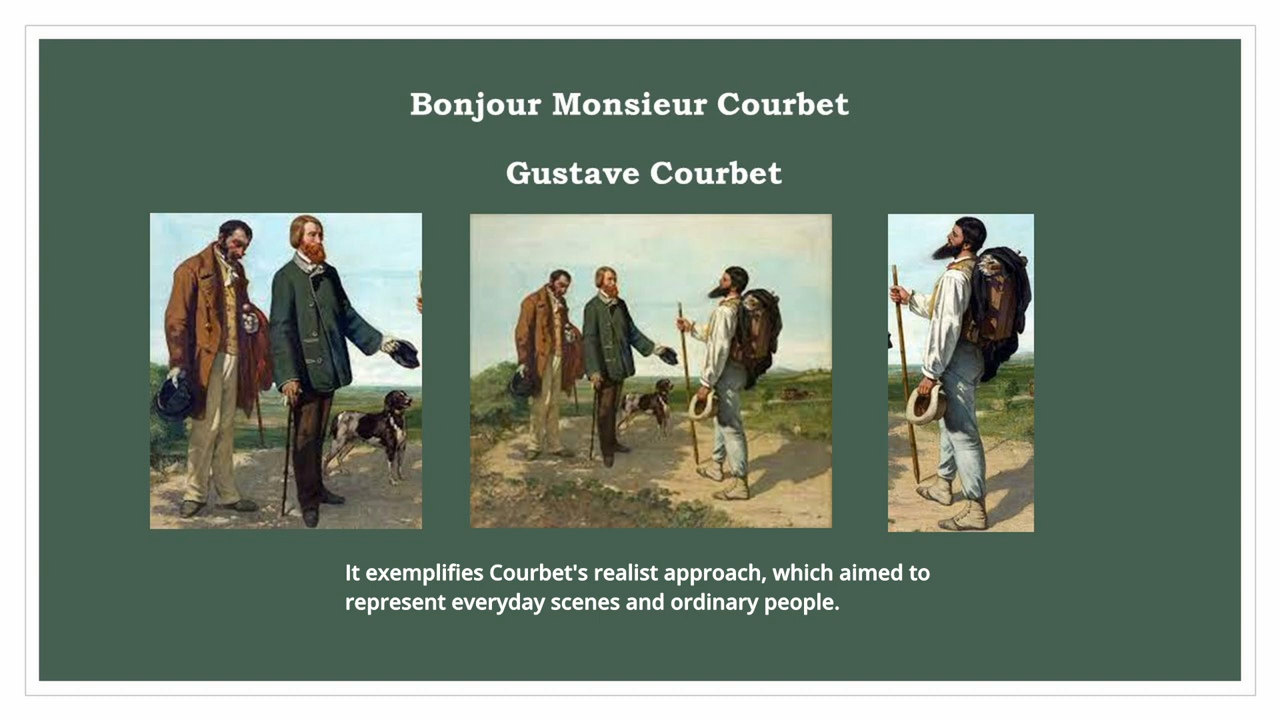 Bonjour Monsieur Courbet
Gustave Courbet
It exemplifies Courbet's realist approach, which aimed to
represent everyday scenes and ordinary people.